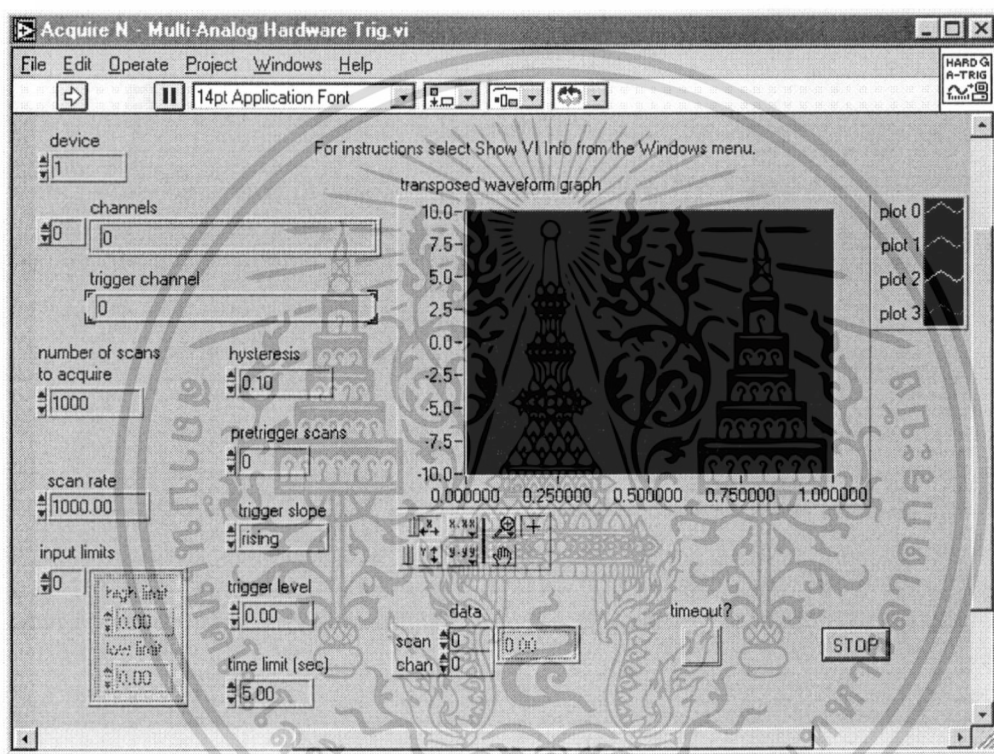 Acquire N - Multi-Analog Hardware Trig.vi
File Edit Operate Project Windows Help
HARD G
A-TRIG
14pt Application Font
device
1
For instructions select Show VI Info from the Windows menu.
channels
0
0
trigger channel
0
transposed waveform graph
10.0
7.5
5.0
2.5
0.0
-2.5
-5.0
-7.5
-10.0
0.000000 0.250000 0.500000 0.750000 1.000000
plot 0
plot 1
plot 2
plot 3
number of scans
to acquire
1000
hysteresis
0.10
pretrigger scans
0
scan rate
1000.00
trigger slope
rising
input limits
0
high limit
0.00
low limit
0.00
trigger level
0.00
time limit (sec)
5.00
data
scan 0
chan 0
0.00
timeout?
STOP